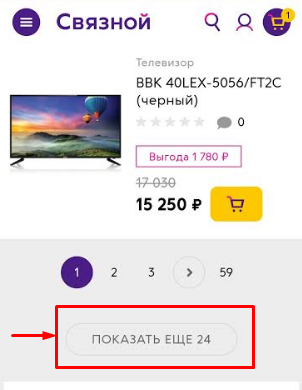 Связной
1
Телевизор
BBK 40LEX-5056/FT2C
(черный)
0
Выгода 1 780 ₽
17 030
15 250 ₽
1 2 3 > 59
ПОКАЗАТЬ ЕЩЕ 24